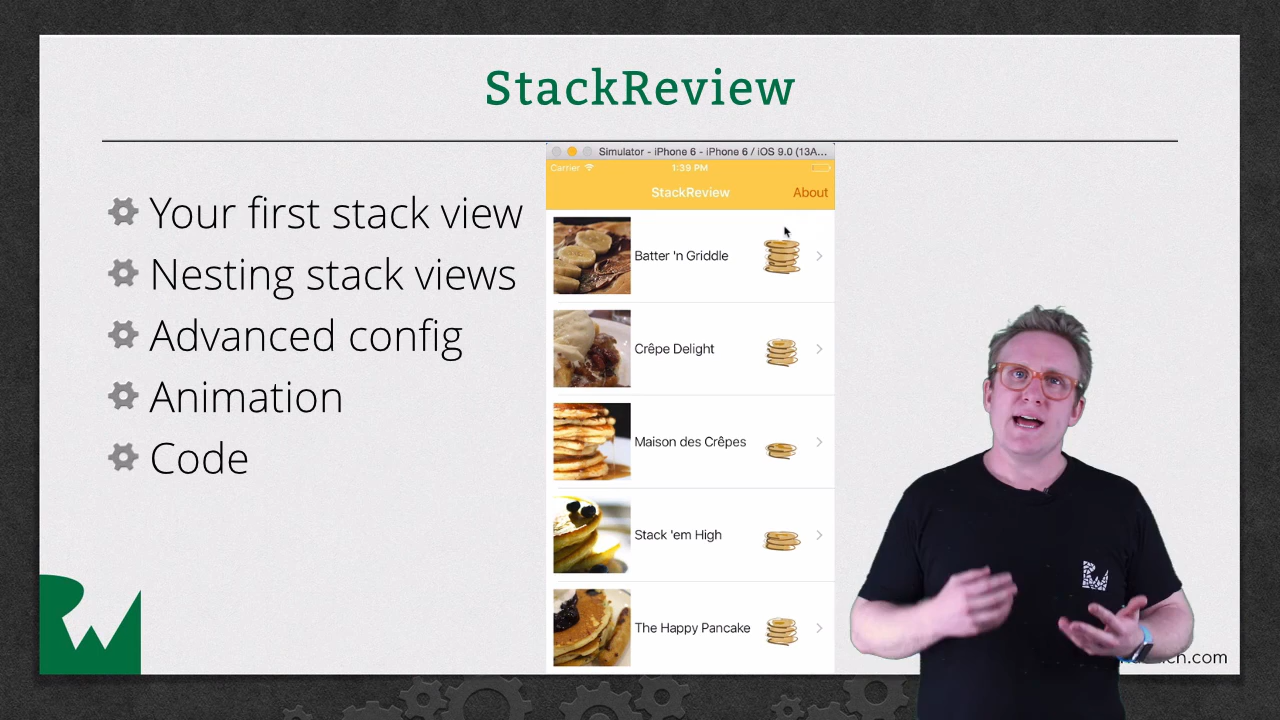 StackReview
Your first stack view
Nesting stack views
Advanced config
Animation
Code
Simulator - iPhone 6 - iPhone 6 / iOS 9.0 (13A...
Carrier 1:39 PM
StackReview About
Batter 'n Griddle
Crêpe Delight
Maison des Crêpes
Stack 'em High
The Happy Pancake
RW
RW